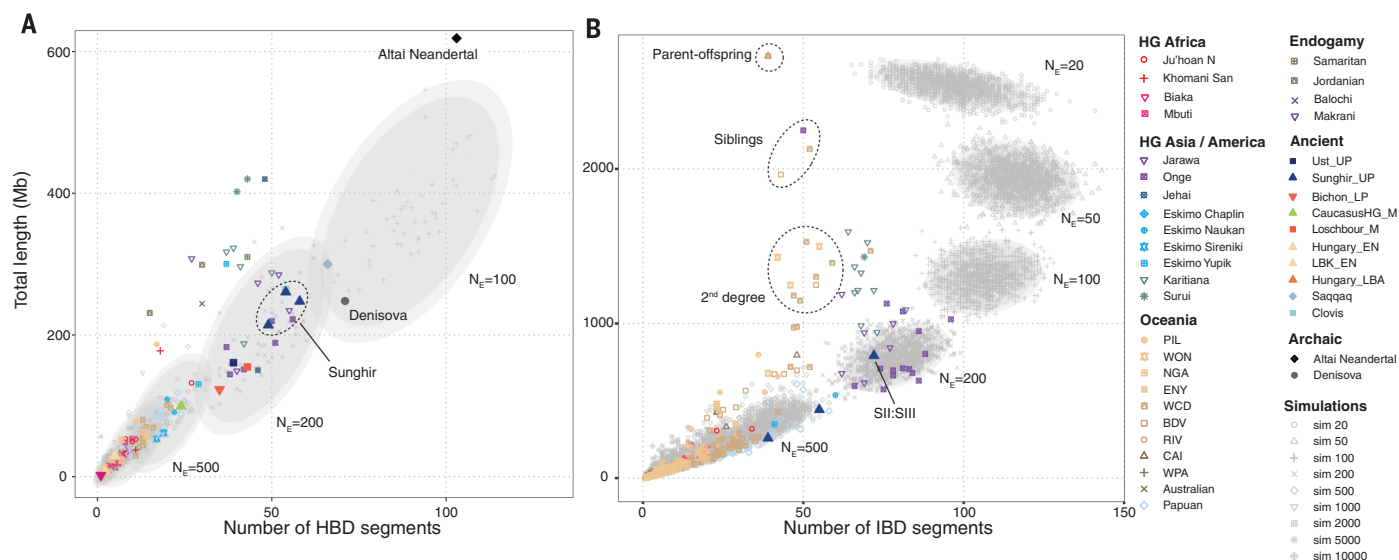 A
B
600
400
200
0
0
50
100
Total length (Mb)
Number of HBD segments
Altai Neandertal
N_E=100
Denisova
Sunghir
N_E=200
N_E=500
2000
1000
0
0
50
100
150
Number of IBD segments
Parent-offspring
N_E=20
Siblings
N_E=50
2nd degree
N_E=100
N_E=200
SII:SIII
N_E=500
HG Africa
Ju'hoan N
Khomani San
Biaka
Mbuti
HG Asia / America
Jarawa
Onge
Jehai
Eskimo Chaplin
Eskimo Naukan
Eskimo Sireniki
Eskimo Yupik
Karitiana
Surui
Oceania
PIL
WON
NGA
ENY
WCD
BDV
RIV
CAI
WPA
Australian
Papuan
Endogamy
Samaritan
Jordanian
Balochi
Makrani
Ancient
Ust_UP
Sunghir_UP
Bichon_LP
CaucasusHG_M
Loschbour_M
Hungary_EN
LBK_EN
Hungary_LBA
Saqqaq
Clovis
Archaic
Altai Neandertal
Denisova
Simulations
sim 20
sim 50
sim 100
sim 200
sim 500
sim 1000
sim 2000
sim 5000
sim 10000